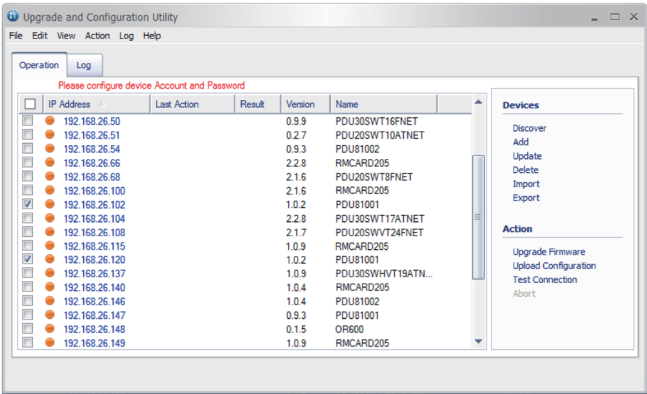 Upgrade and Configuration Utility
File Edit View Action Log Help
Operation Log
Please configure device Account and Password
IP Address Last Action Result Version Name
192.168.26.50 0.9.9 PDU30SWT16FNET
192.168.26.51 0.2.7 PDU20SWT10ATNET
192.168.26.54 0.9.3 PDU81002
192.168.26.66 2.2.8 RMCARD205
192.168.26.68 2.1.6 PDU20SWT8FNET
192.168.26.100 2.1.6 RMCARD205
192.168.26.102 1.0.2 PDU81001
192.168.26.104 2.2.8 PDU30SWT17ATNET
192.168.26.108 2.1.7 PDU20SWVT24FNET
192.168.26.115 1.0.9 RMCARD205
192.168.26.120 1.0.2 PDU81001
192.168.26.137 1.0.9 PDU30SWHVT19ATN...
192.168.26.140 1.0.4 RMCARD205
192.168.26.146 1.0.4 PDU81002
192.168.26.147 0.9.3 PDU81001
192.168.26.148 0.1.5 OR600
192.168.26.149 1.0.9 RMCARD205
Devices
Discover
Add
Update
Delete
Import
Export
Action
Upgrade Firmware
Upload Configuration
Test Connection
Abort